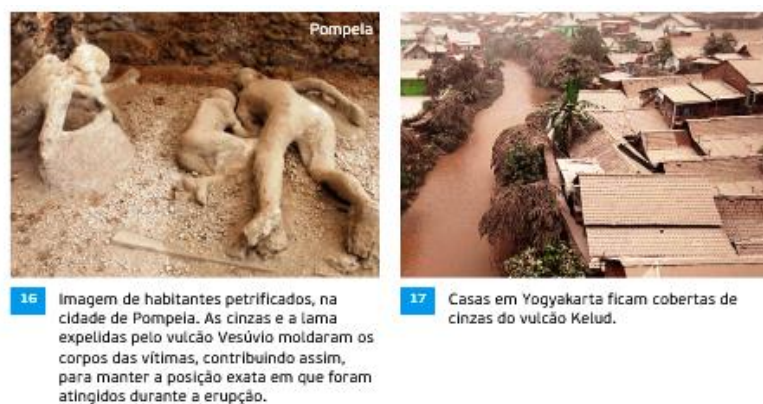 Pompeia
16
Imagem de habitantes petrificados, na
cidade de Pompeia. As cinzas e a lama
expelidas pelo vulcão Vesúvio moldaram os
corpos das vítimas, contribuindo assim,
para manter a posição exata em que foram
atingidos durante a erupção.
17
Casas em Yogyakarta ficam cobertas de
cinzas do vulcão Kelud.